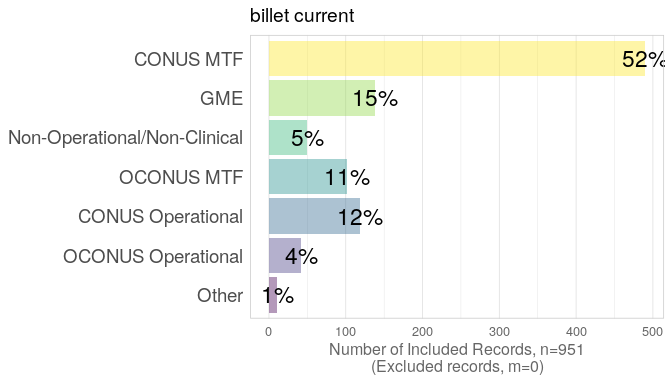 billet current
CONUS MTF 52%
GME 15%
Non-Operational/Non-Clinical 5%
OCONUS MTF 11%
CONUS Operational 12%
OCONUS Operational 4%
Other 1%
0 100 200 300 400 500
Number of Included Records, n=951
(Excluded records, m=0)